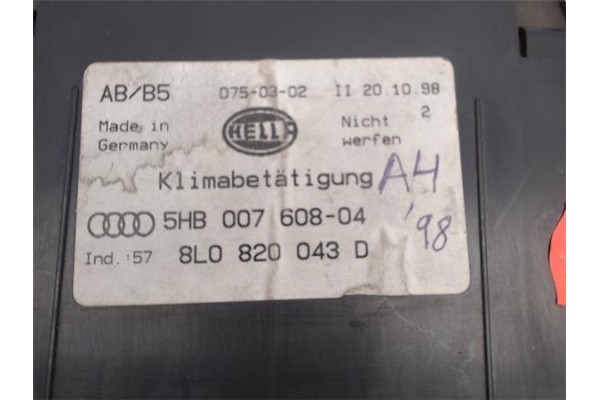 AB/B5 D75-03-02 II 20.10.98
Made in Germany HELLA Nicht 2 werfen
Klimabetätigung A4
5HB 007 608-04 '98
Ind.:57 8L0 820 043 D